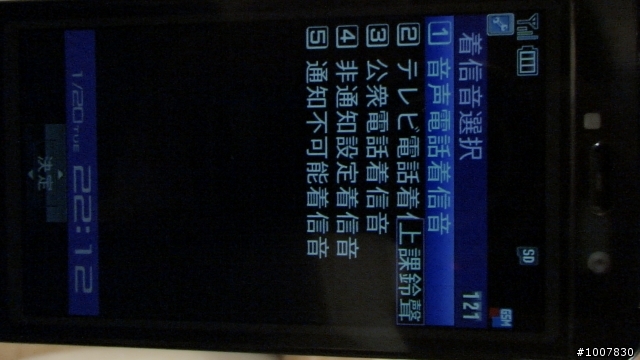 121
着信音選択
1 音声電話着信音
上課鈴聲
2 テレビ電話着信
3 公衆電話着信音
4 非通知設定着信音
5 通知不可能着信音
1/20 TUE 22:12
決定
SD
GSM
#1007830